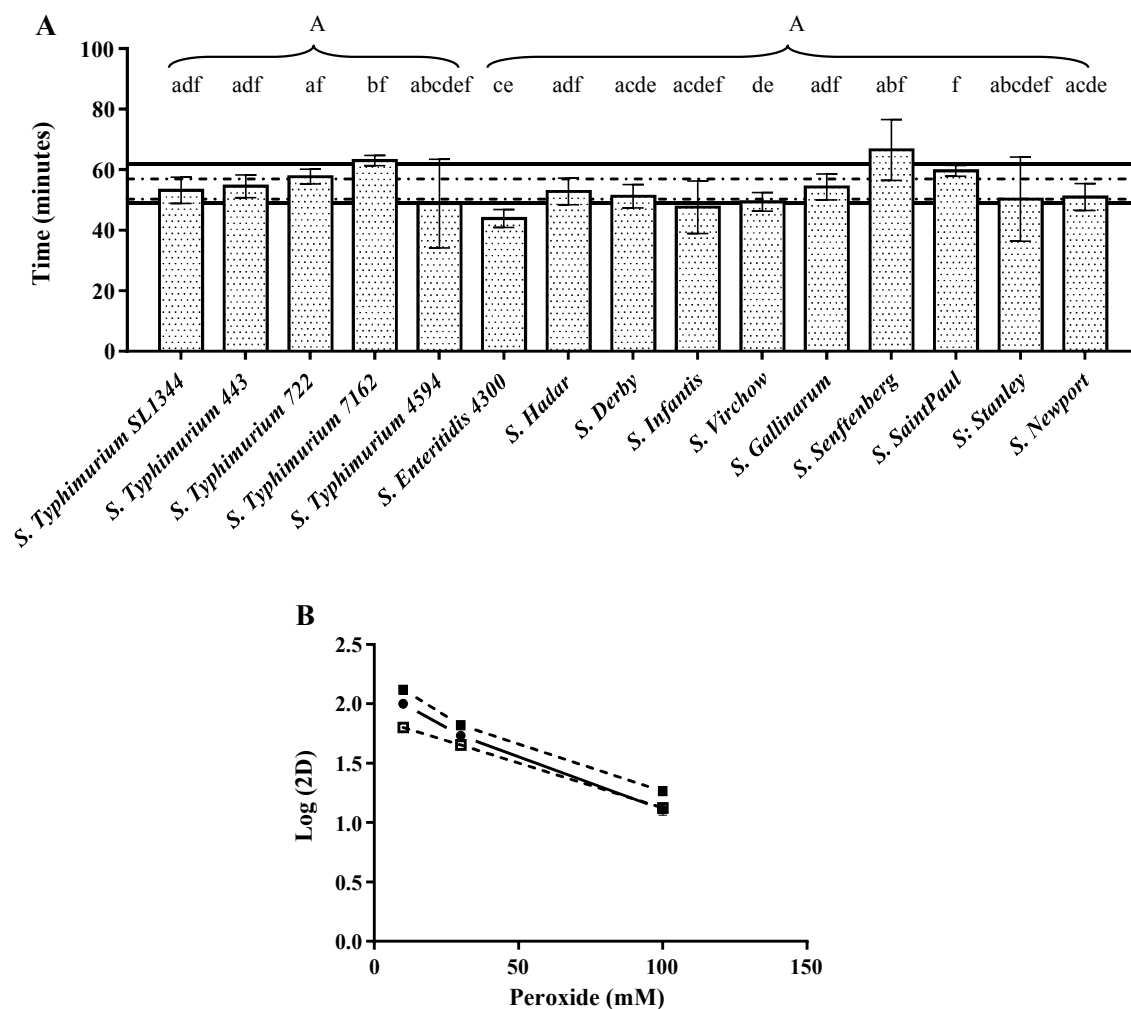 A
A A
100
80
60
40
20
0
Time (minutes)
adf adf af bf abcdef ce adf acde acdef de adf abf f abcdef acde
S. Typhimurium SL1344
S. Typhimurium 443
S. Typhimurium 722
S. Typhimurium 7162
S. Typhimurium 4594
S. Enteritidis 4300
S. Hadar
S. Derby
S. Infantis
S. Virchow
S. Gallinarum
S. Senftenberg
S. SaintPaul
S: Stanley
S. Newport
B
2.5
2.0
1.5
1.0
0.5
0.0
Log (2D)
0 50 100 150
Peroxide (mM)